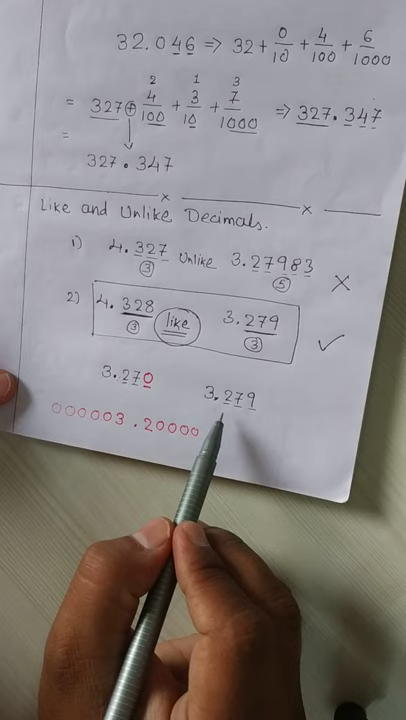 32.046 ⇒ 32 + 0/10 + 4/100 + 6/1000
2 1 3
= 327 + 4/100 + 3/10 + 7/1000 ⇒ 327.347
=
327.347
x x
Like and Unlike Decimals.
1) 4.327 Unlike 3.27983 X
3 5
2) 4.328 like 3.279 ✓
3 3
3.270 3.279
000003.20000